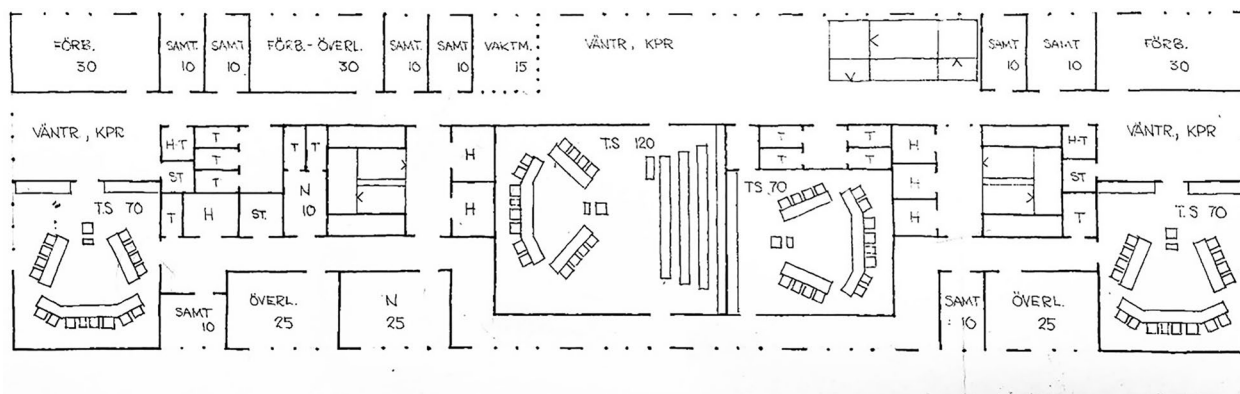 FÖRB.
30
SAMT.
10
SAMT
10
FÖRB.-ÖVERL.
30
SAMT.
10
SAMT
10
VAKTM.
15
VÄNTR, KPR
SAMT
10
SAMT.
10
FÖRB.
30
VÄNTR, KPR
H-T
T
T
T
ST
T
H
ST.
T
T
N
10
H
H
T.S 120
T
T
T
T
H
H
H
H-T
ST
T
VÄNTR, KPR
T.S 70
T.S 70
T.S 70
SAMT
10
ÖVERL.
25
N
25
SAMT
10
ÖVERL.
25